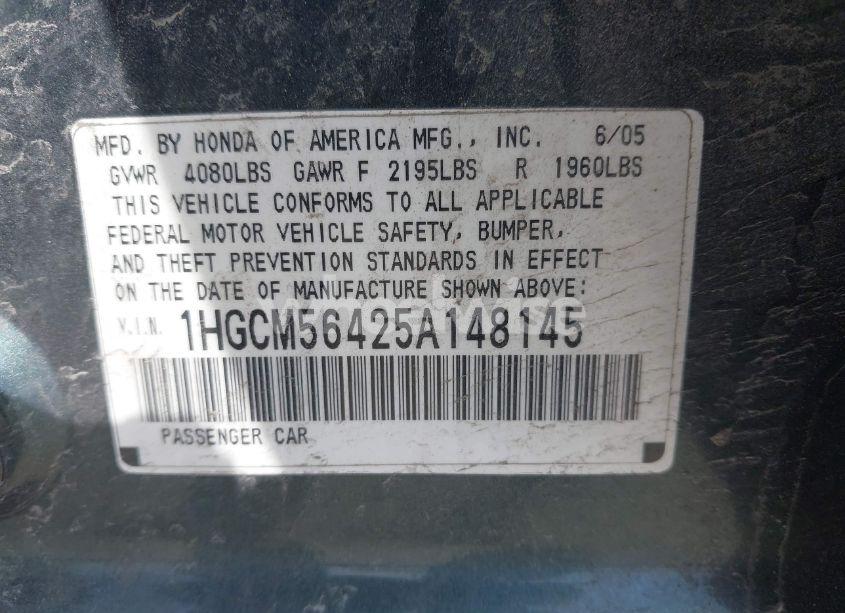 MFD. BY HONDA OF AMERICA MFG., INC. 6/05
GVWR 4080LBS GAWR F 2195LBS R 1960LBS
THIS VEHICLE CONFORMS TO ALL APPLICABLE
FEDERAL MOTOR VEHICLE SAFETY, BUMPER,
AND THEFT PREVENTION STANDARDS IN EFFECT
ON THE DATE OF MANUFACTURE SHOWN ABOVE:
V.I.N. 1HGCM56425A148145
PASSENGER CAR